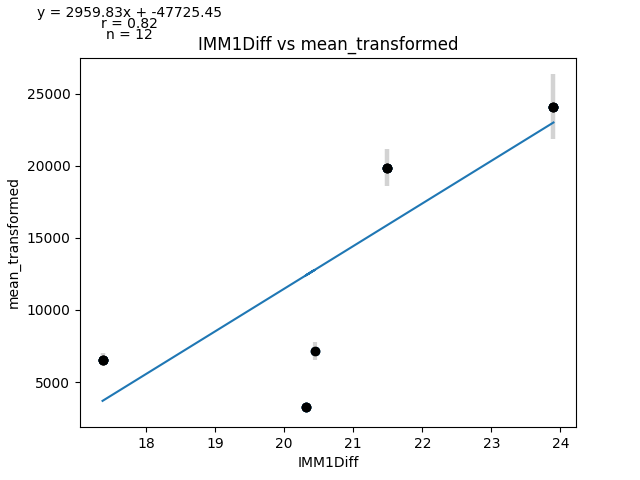 y = 2959.83x + -47725.45
r = 0.82
n = 12
IMM1Diff vs mean_transformed
25000
20000
15000
10000
5000
mean_transformed
18 19 20 21 22 23 24
IMM1Diff